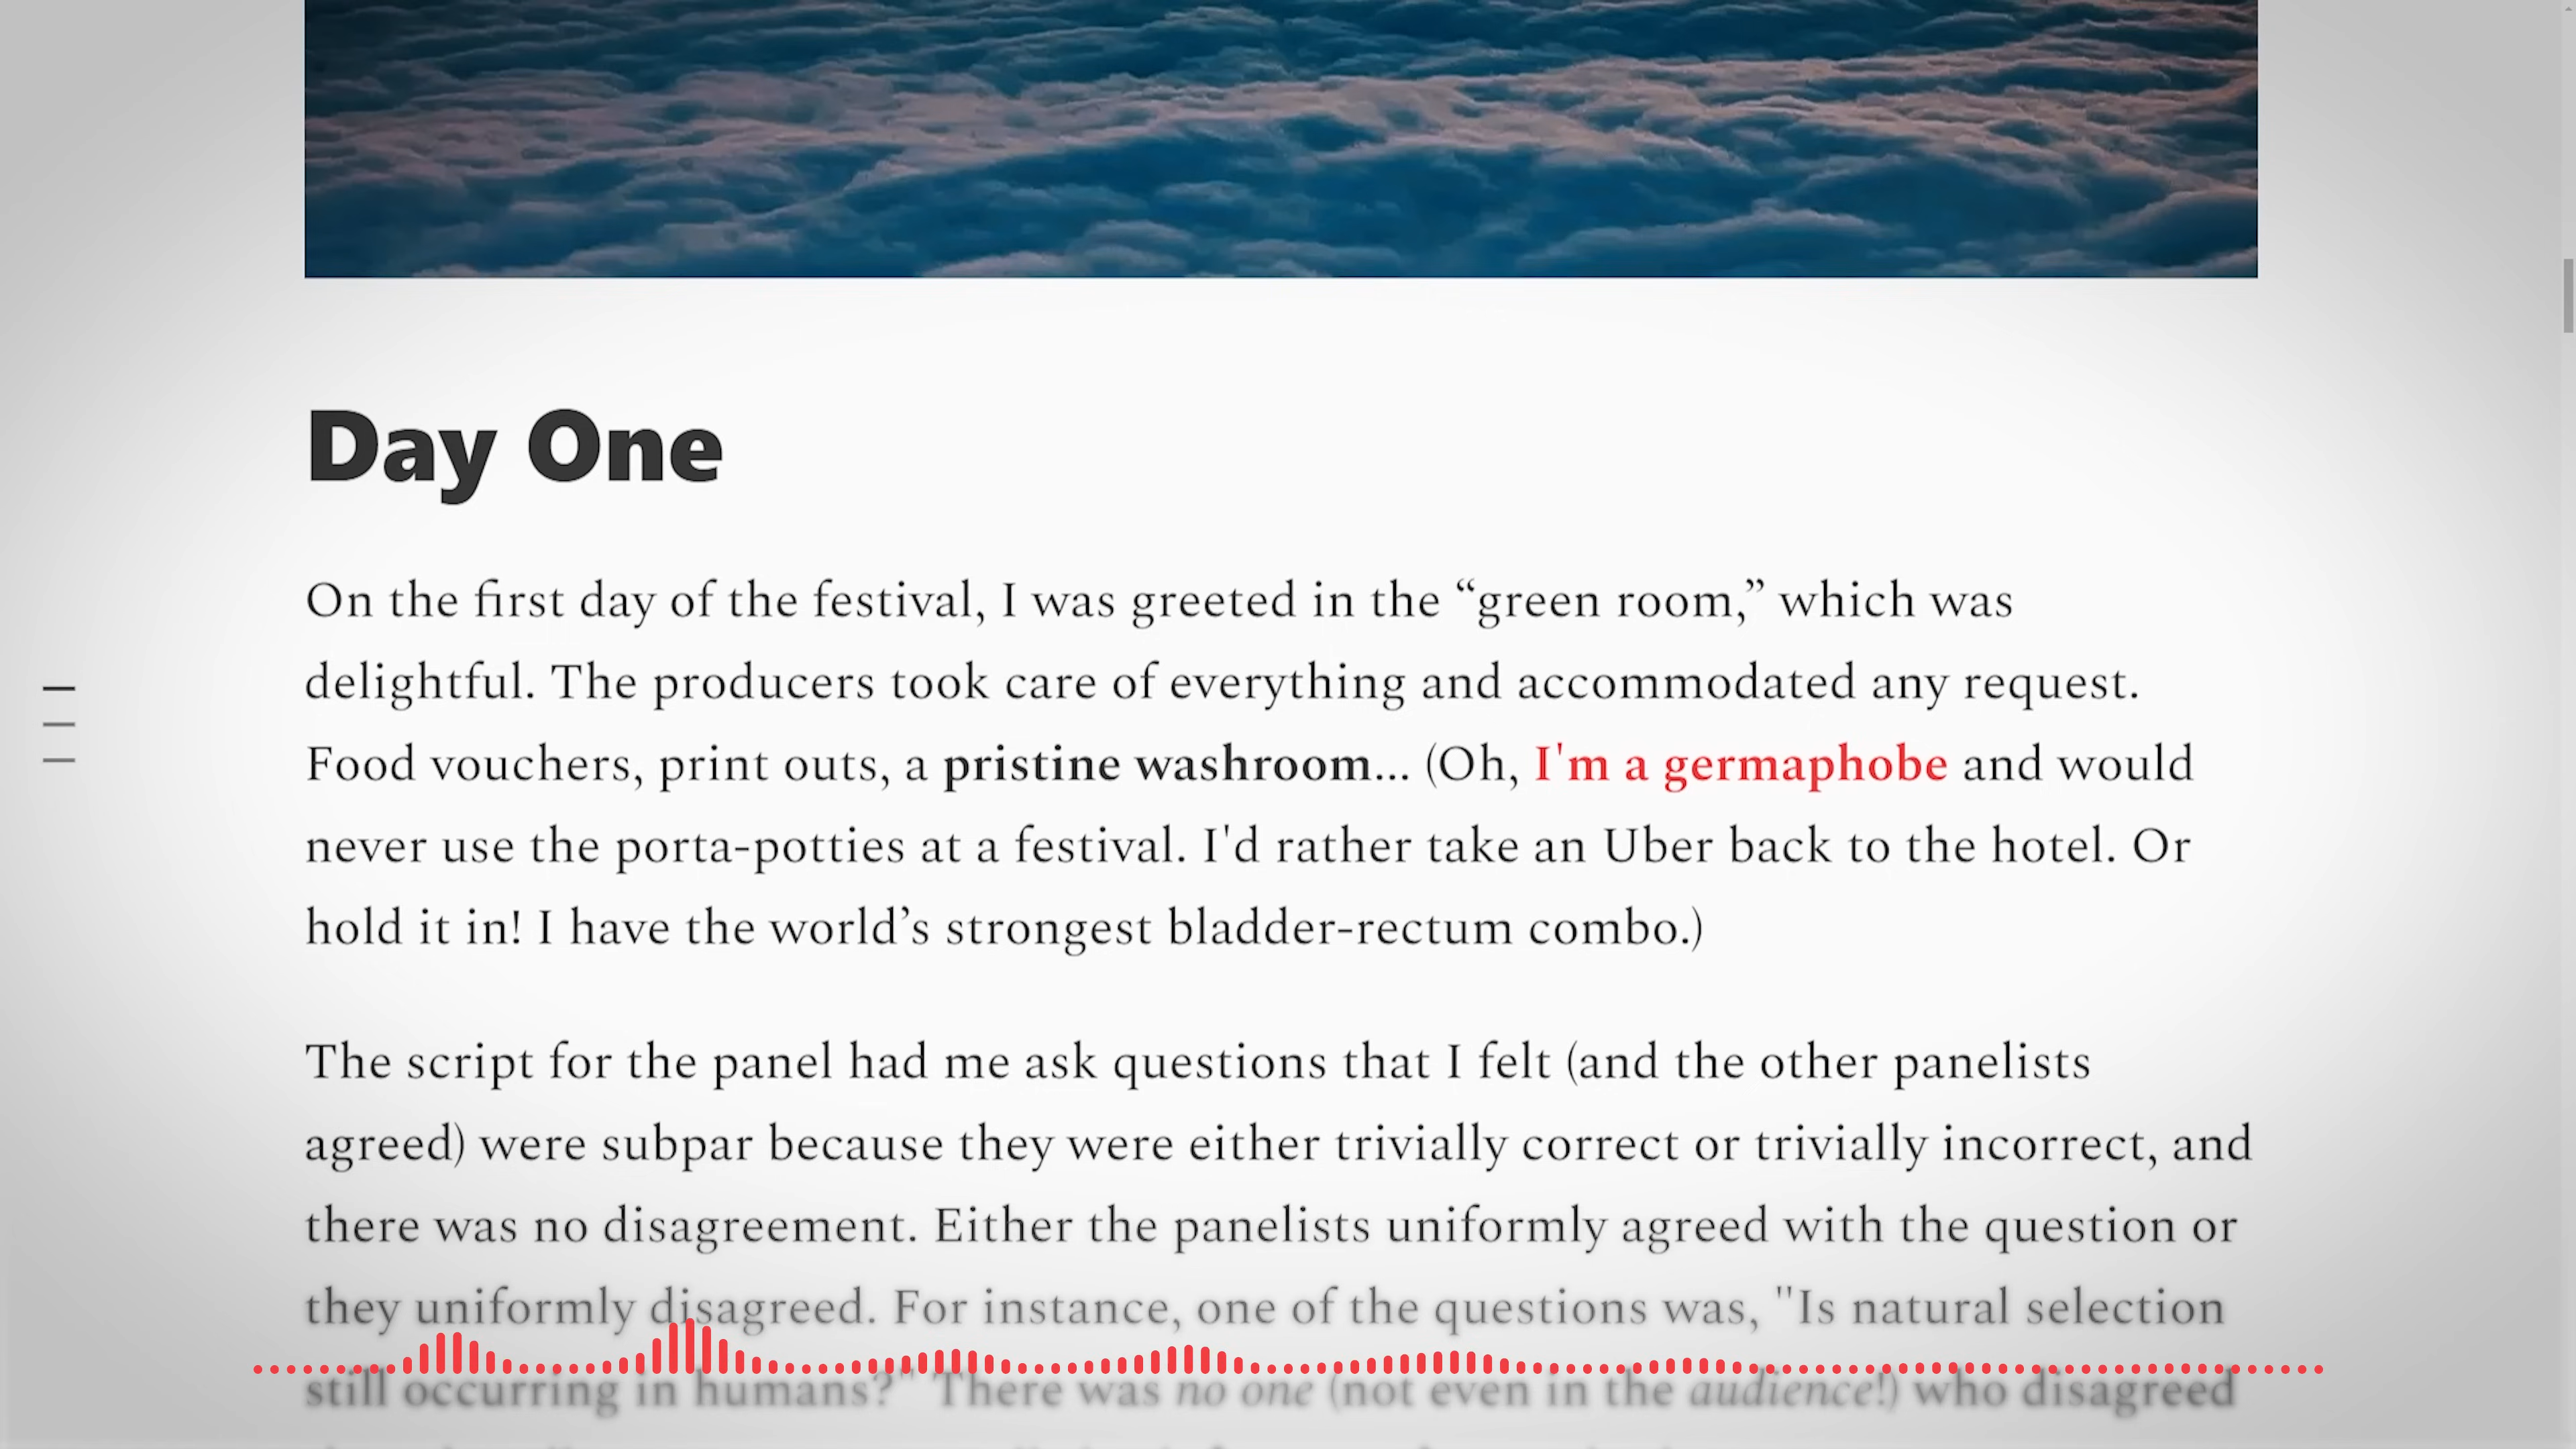 Day One
On the first day of the festival, I was greeted in the “green room,” which was
delightful. The producers took care of everything and accommodated any request.
Food vouchers, print outs, a pristine washroom... (Oh, I'm a germaphobe and would
never use the porta-potties at a festival. I'd rather take an Uber back to the hotel. Or
hold it in! I have the world’s strongest bladder-rectum combo.)
The script for the panel had me ask questions that I felt (and the other panelists
agreed) were subpar because they were either trivially correct or trivially incorrect, and
there was no disagreement. Either the panelists uniformly agreed with the question or
they uniformly disagreed. For instance, one of the questions was, "Is natural selection
still occurring in humans?" There was no one (not even in the audience!) who disagreed